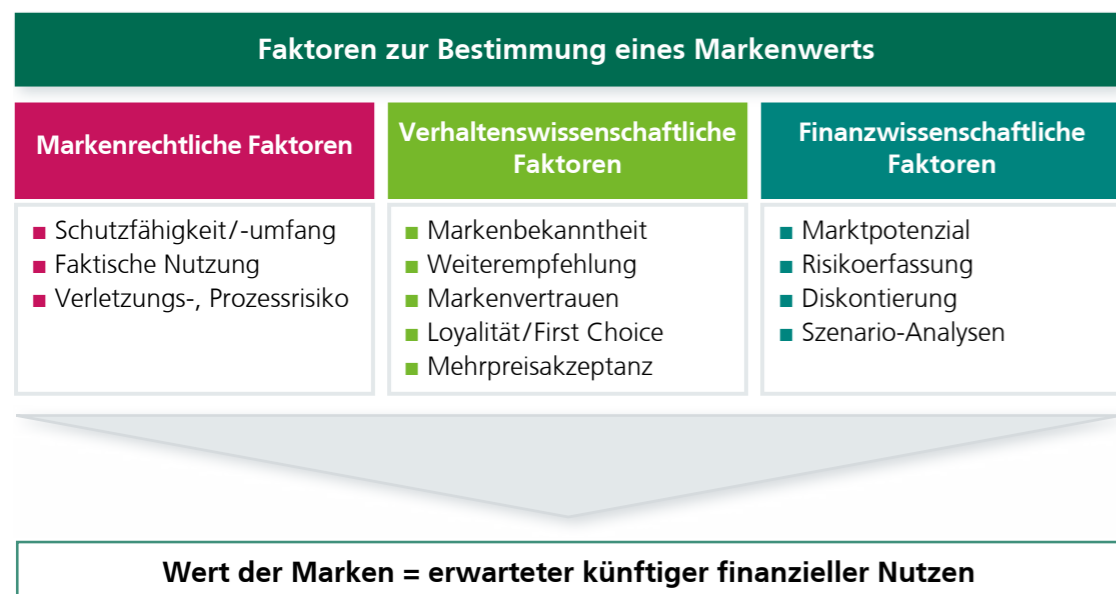 Faktoren zur Bestimmung eines Markenwerts
Markenrechtliche Faktoren
■ Schutzfähigkeit/-umfang
■ Faktische Nutzung
■ Verletzungs-, Prozessrisiko
Verhaltenswissenschaftliche
Faktoren
■ Markenbekanntheit
■ Weiterempfehlung
■ Markenvertrauen
■ Loyalität/First Choice
■ Mehrpreisakzeptanz
Finanzwissenschaftliche
Faktoren
■ Marktpotenzial
■ Risikoerfassung
■ Diskontierung
■ Szenario-Analysen
Wert der Marken = erwarteter künftiger finanzieller Nutzen